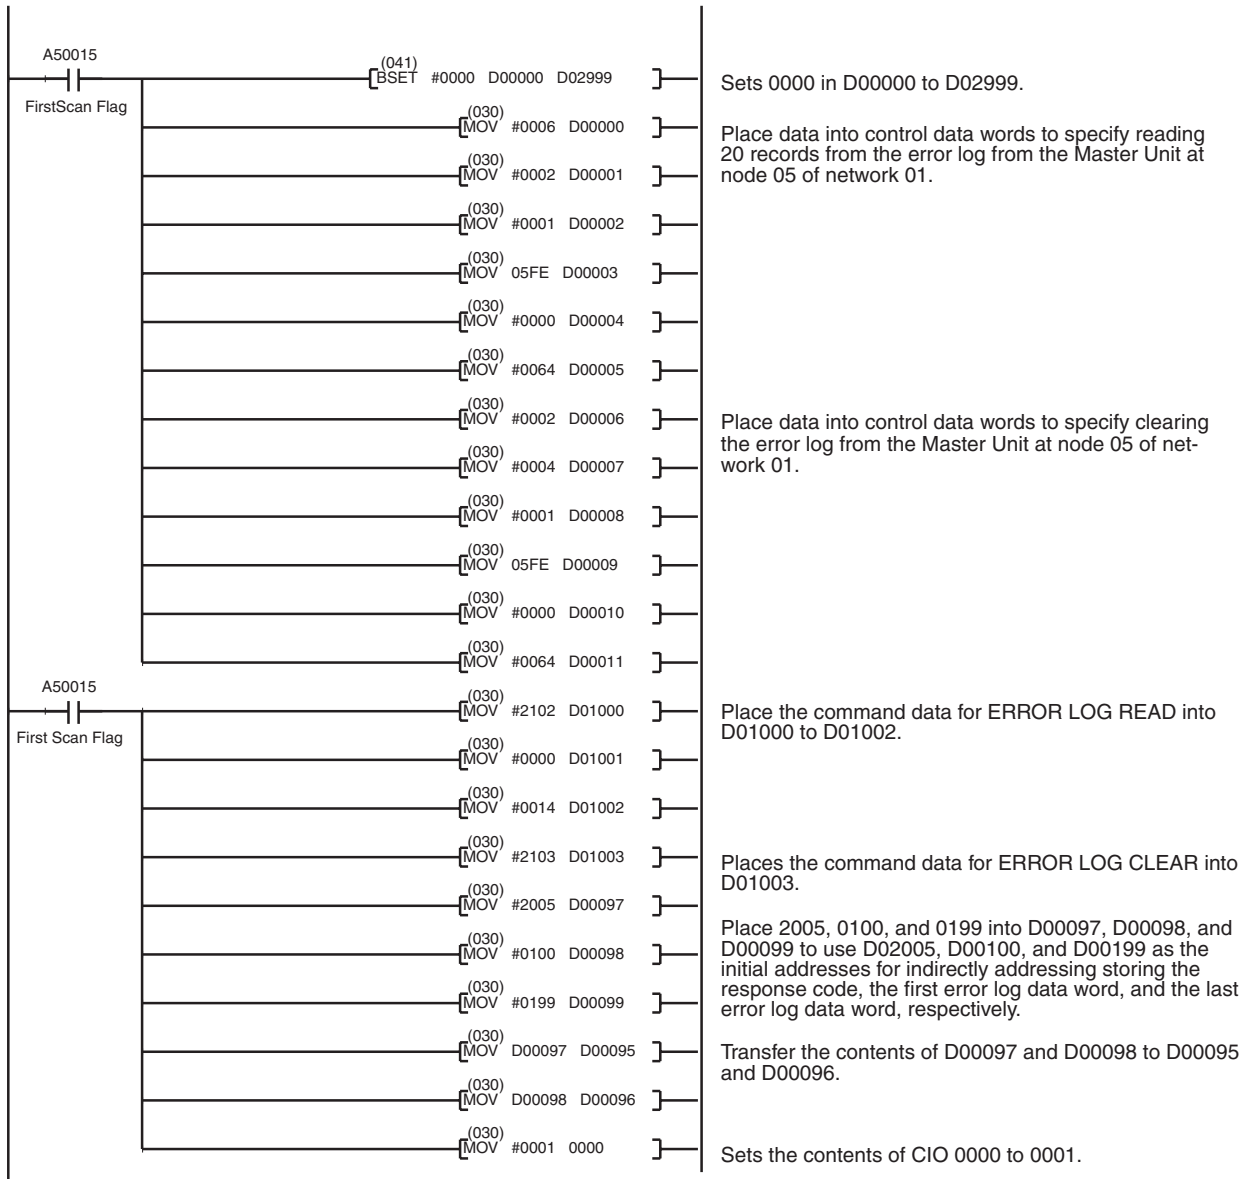 A50015
FirstScan Flag
(041)
BSET #0000 D00000 D02999
Sets 0000 in D00000 to D02999.
(030)
MOV #0006 D00000
Place data into control data words to specify reading
20 records from the error log from the Master Unit at
node 05 of network 01.
(030)
MOV #0002 D00001
(030)
MOV #0001 D00002
(030)
MOV 05FE D00003
(030)
MOV #0000 D00004
(030)
MOV #0064 D00005
(030)
MOV #0002 D00006
Place data into control data words to specify clearing
the error log from the Master Unit at node 05 of net-
work 01.
(030)
MOV #0004 D00007
(030)
MOV #0001 D00008
(030)
MOV 05FE D00009
(030)
MOV #0000 D00010
(030)
MOV #0064 D00011
A50015
First Scan Flag
(030)
MOV #2102 D01000
Place the command data for ERROR LOG READ into
D01000 to D01002.
(030)
MOV #0000 D01001
(030)
MOV #0014 D01002
(030)
MOV #2103 D01003
Places the command data for ERROR LOG CLEAR into
D01003.
(030)
MOV #2005 D00097
Place 2005, 0100, and 0199 into D00097, D00098, and
D00099 to use D02005, D00100, and D00199 as the
initial addresses for indirectly addressing storing the
response code, the first error log data word, and the last
error log data word, respectively.
(030)
MOV #0100 D00098
(030)
MOV #0199 D00099
(030)
MOV D00097 D00095
Transfer the contents of D00097 and D00098 to D00095
and D00096.
(030)
MOV D00098 D00096
(030)
MOV #0001 0000
Sets the contents of CIO 0000 to 0001.